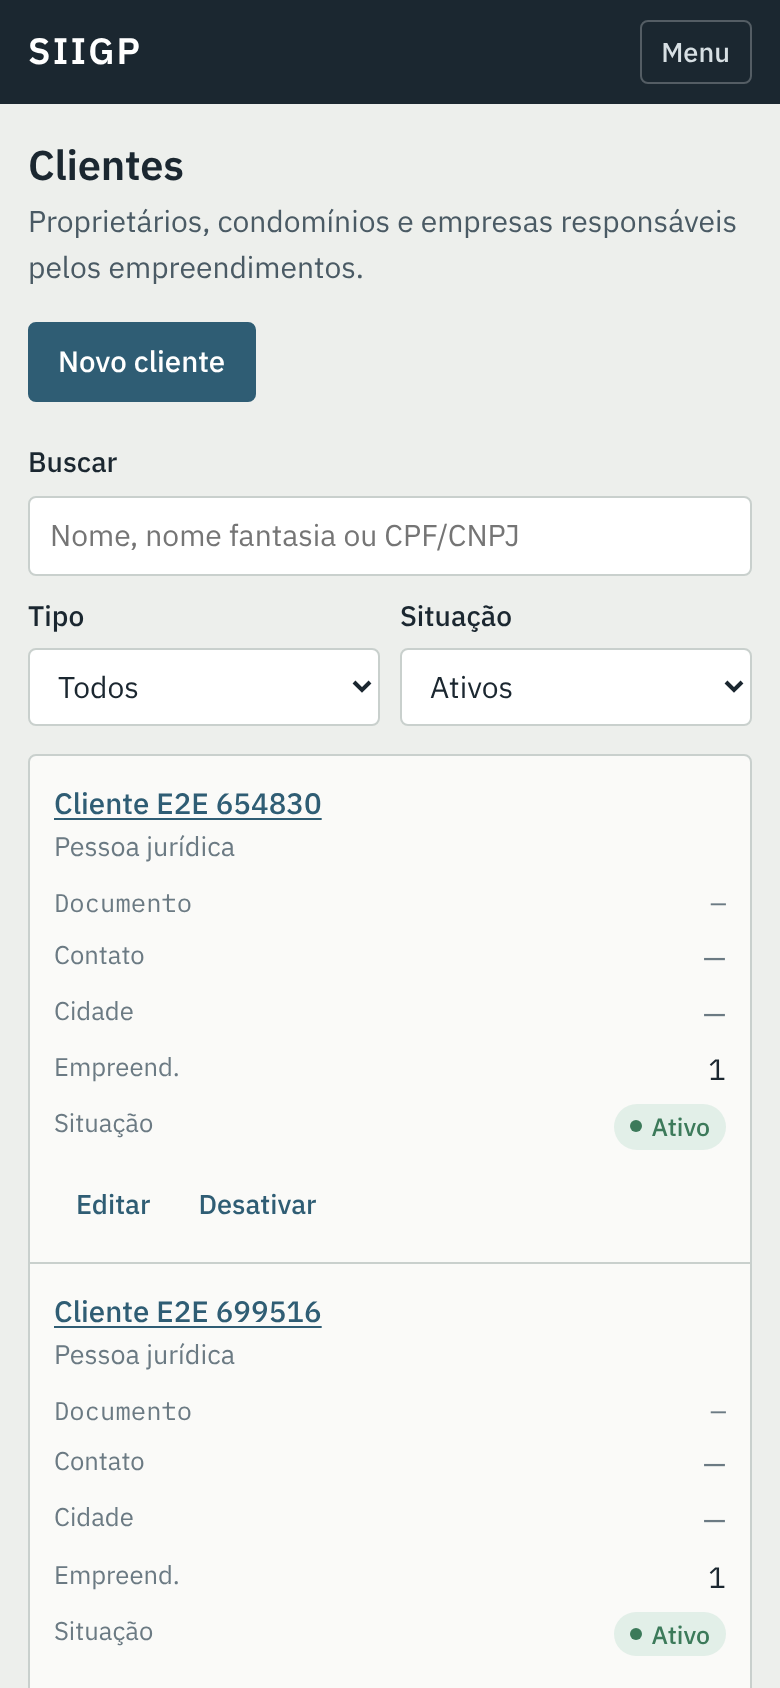 SIIGP
Menu
Clientes
Proprietários, condomínios e empresas responsáveis
pelos empreendimentos.
Novo cliente
Buscar
Nome, nome fantasia ou CPF/CNPJ
Tipo
Situação
Todos
Ativos
Cliente E2E 654830
Pessoa jurídica
Documento –
Contato —
Cidade —
Empreend. 1
Situação Ativo
Editar Desativar
Cliente E2E 699516
Pessoa jurídica
Documento –
Contato —
Cidade —
Empreend. 1
Situação Ativo